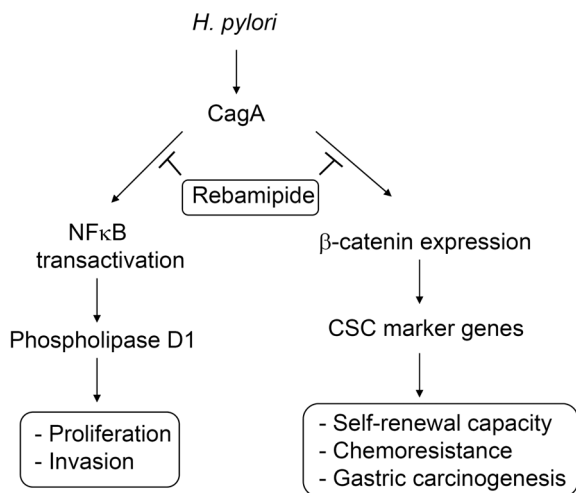 H. pylori
CagA
Rebamipide
NFκB
transactivation
β-catenin expression
Phospholipase D1
CSC marker genes
- Proliferation
- Invasion
- Self-renewal capacity
- Chemoresistance
- Gastric carcinogenesis